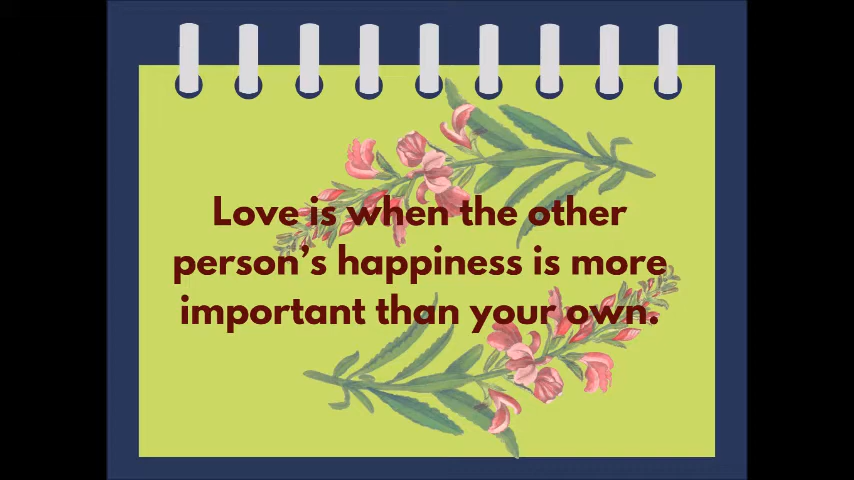 Love is when the other
person’s happiness is more
important than your own.